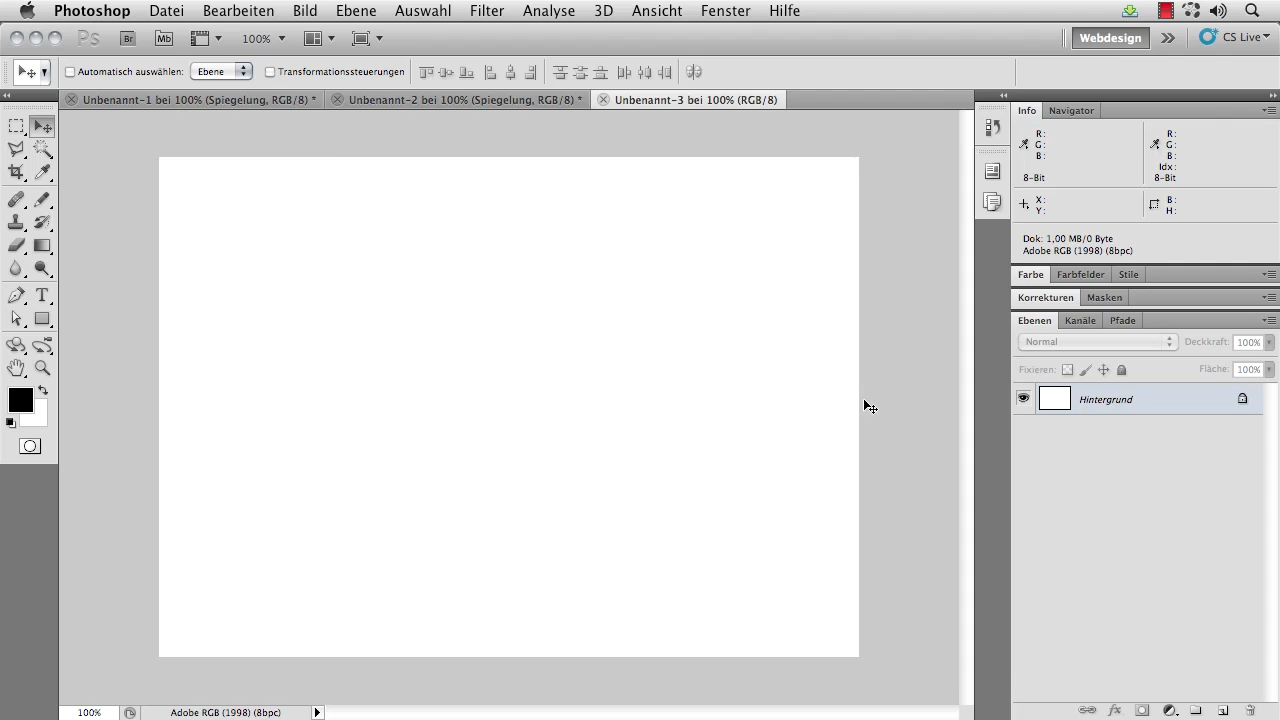 Photoshop Datei Bearbeiten Bild Ebene Auswahl Filter Analyse 3D Ansicht Fenster Hilfe
Ps Br Mb 100% Webdesign CS Live
Automatisch auswählen: Ebene Transformationssteuerungen
Unbenannt-1 bei 100% (Spiegelung, RGB/8) * Unbenannt-2 bei 100% (Spiegelung, RGB/8) * Unbenannt-3 bei 100% (RGB/8)
Info Navigator
R: R:
G: G:
B: B:
Idx:
8-Bit 8-Bit
X: B:
Y: H:
Dok: 1,00 MB/0 Byte
Adobe RGB (1998) (8bpc)
Farbe Farbfelder Stile
Korrekturen Masken
Ebenen Kanäle Pfade
Normal Deckkraft: 100%
Fixieren: Fläche: 100%
Hintergrund
100% Adobe RGB (1998) (8bpc)